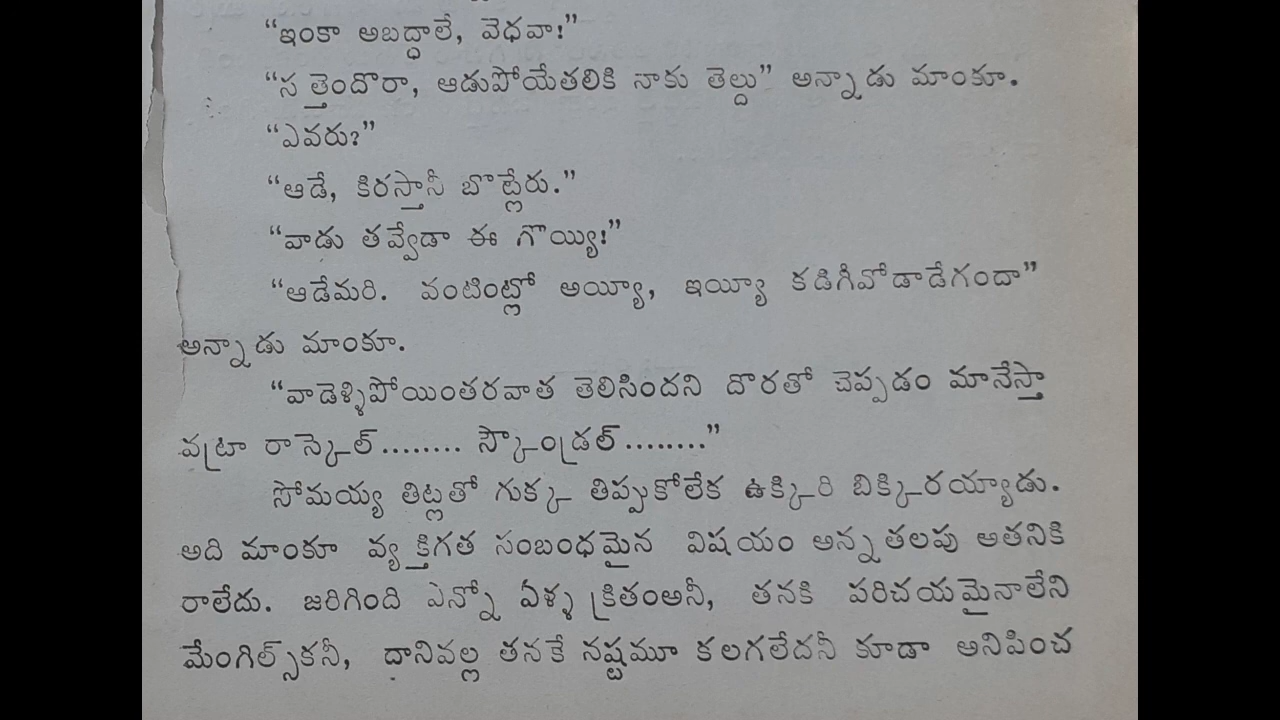 “ఇంకా అబద్ధాలే, వెధవా!”
“సత్తెందొరా, ఆడుపోయేతలికి నాకు తెల్దు” అన్నాడు మాంకూ.
“ఎవరు?”
“ఆడే, కిరస్తానీ బొట్లేరు.”
“వాడు తవ్వేడా ఈ గొయ్యి!”
“ఆడేమరి. వంటింట్లో అయ్యీ, ఇయ్యీ కడిగీవోడాడేగందా”
అన్నాడు మాంకూ.
“వాడెళ్ళిపోయింతరవాత తెలిసిందని దొరతో చెప్పడం మానేస్తా
వట్రా రాస్కెల్........ స్కౌండ్రల్........”
సోమయ్య తిట్లతో గుక్క తిప్పుకోలేక ఉక్కిరి బిక్కిరయ్యాడు.
అది మాంకూ వ్యక్తిగత సంబంధమైన విషయం అన్న తలపు అతనికి
రాలేదు. జరిగింది ఎన్నో ఏళ్ళ క్రితంఅనీ, తనకి పరిచయమైనాలేని
మేంగిల్స్‌కనీ, దానివల్ల తనకే నష్టమూ కలగలేదనీ కూడా అనిపించ